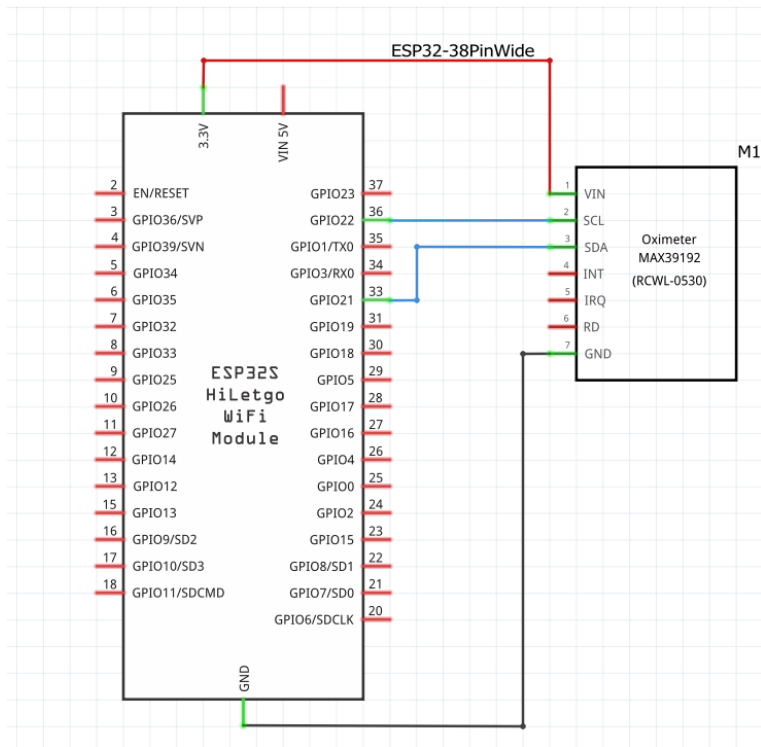 ESP32-38PinWide
3.3V
VIN 5V
M1
2 EN/RESET
3 GPIO36/SVP
4 GPIO39/SVN
5 GPIO34
6 GPIO35
7 GPIO32
8 GPIO33
9 GPIO25
10 GPIO26
11 GPIO27
12 GPIO14
13 GPIO12
15 GPIO13
16 GPIO9/SD2
17 GPIO10/SD3
18 GPIO11/SDCMD
ESP32S
HiLetgo
WiFi
Module
GPIO23 37
GPIO22 36
GPIO1/TX0 35
GPIO3/RX0 34
GPIO21 33
GPIO19 31
GPIO18 30
GPIO5 29
GPIO17 28
GPIO16 27
GPIO4 26
GPIO0 25
GPIO2 24
GPIO15 23
GPIO8/SD1 22
GPIO7/SD0 21
GPIO6/SDCLK 20
GND
1 VIN
2 SCL
3 SDA
4 INT
5 IRQ
6 RD
7 GND
Oximeter
MAX39192
(RCWL-0530)